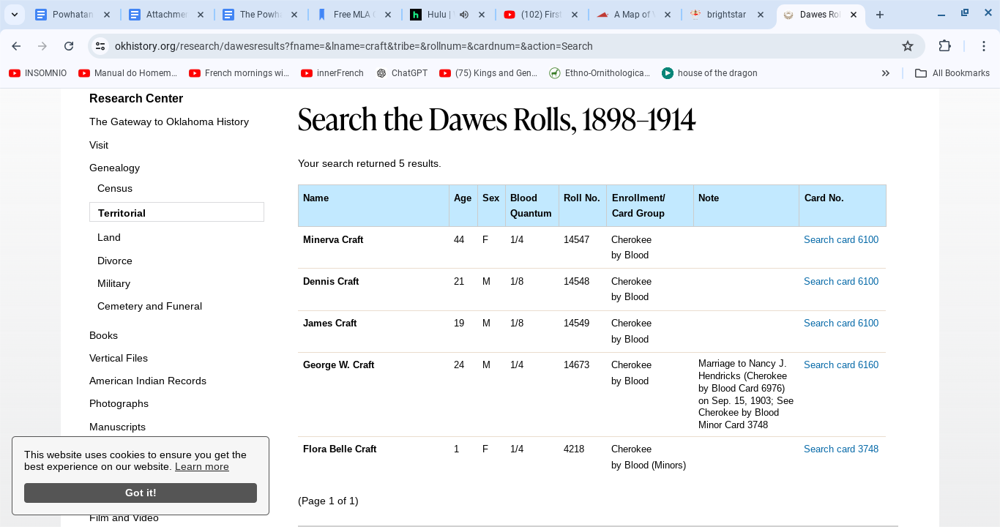 Powhatan
Attachmen
The Powha
Free MLA
Hulu |
(102) First
A Map of V
brightstar
Dawes Rol
okhistory.org/research/dawesresults?fname=&lname=craft&tribe=&rollnum=&cardnum=&action=Search
INSOMNIO
Manual do Homem...
French mornings wi...
innerFrench
ChatGPT
(75) Kings and Gen...
Ethno-Ornithologica...
house of the dragon
All Bookmarks
Research Center
The Gateway to Oklahoma History
Visit
Genealogy
Census
Territorial
Land
Divorce
Military
Cemetery and Funeral
Books
Vertical Files
American Indian Records
Photographs
Manuscripts
Film and Video
Search the Dawes Rolls, 1898–1914
Your search returned 5 results.
Name Age Sex Blood Quantum Roll No. Enrollment/ Card Group Note Card No.
Minerva Craft 44 F 1/4 14547 Cherokee by Blood Search card 6100
Dennis Craft 21 M 1/8 14548 Cherokee by Blood Search card 6100
James Craft 19 M 1/8 14549 Cherokee by Blood Search card 6100
George W. Craft 24 M 1/4 14673 Cherokee by Blood Marriage to Nancy J. Hendricks (Cherokee by Blood Card 6976) on Sep. 15, 1903; See Cherokee by Blood Minor Card 3748 Search card 6160
Flora Belle Craft 1 F 1/4 4218 Cherokee by Blood (Minors) Search card 3748
(Page 1 of 1)
This website uses cookies to ensure you get the
best experience on our website. Learn more
Got it!